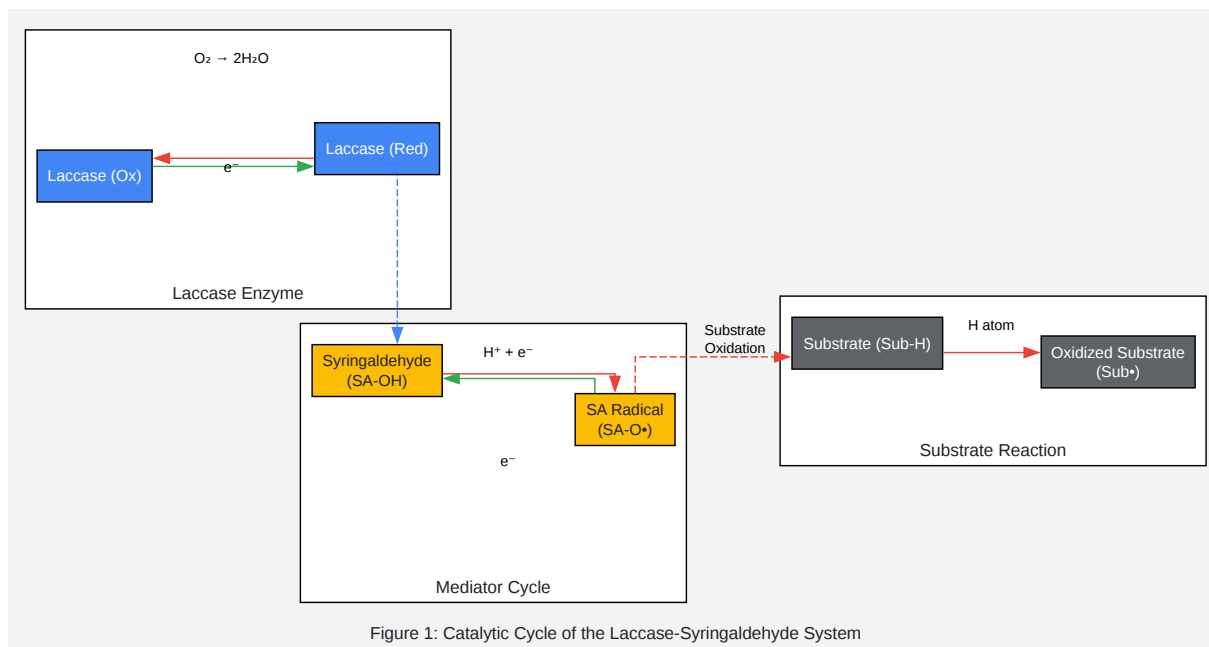 O₂ → 2H₂O
Laccase (Red)
Laccase (Ox)
e⁻
Laccase Enzyme
Syringaldehyde
(SA-OH)
H⁺ + e⁻
SA Radical
(SA-O•)
e⁻
Mediator Cycle
Substrate
Oxidation
Substrate (Sub-H)
H atom
Oxidized Substrate
(Sub•)
Substrate Reaction
Figure 1: Catalytic Cycle of the Laccase-Syringaldehyde System